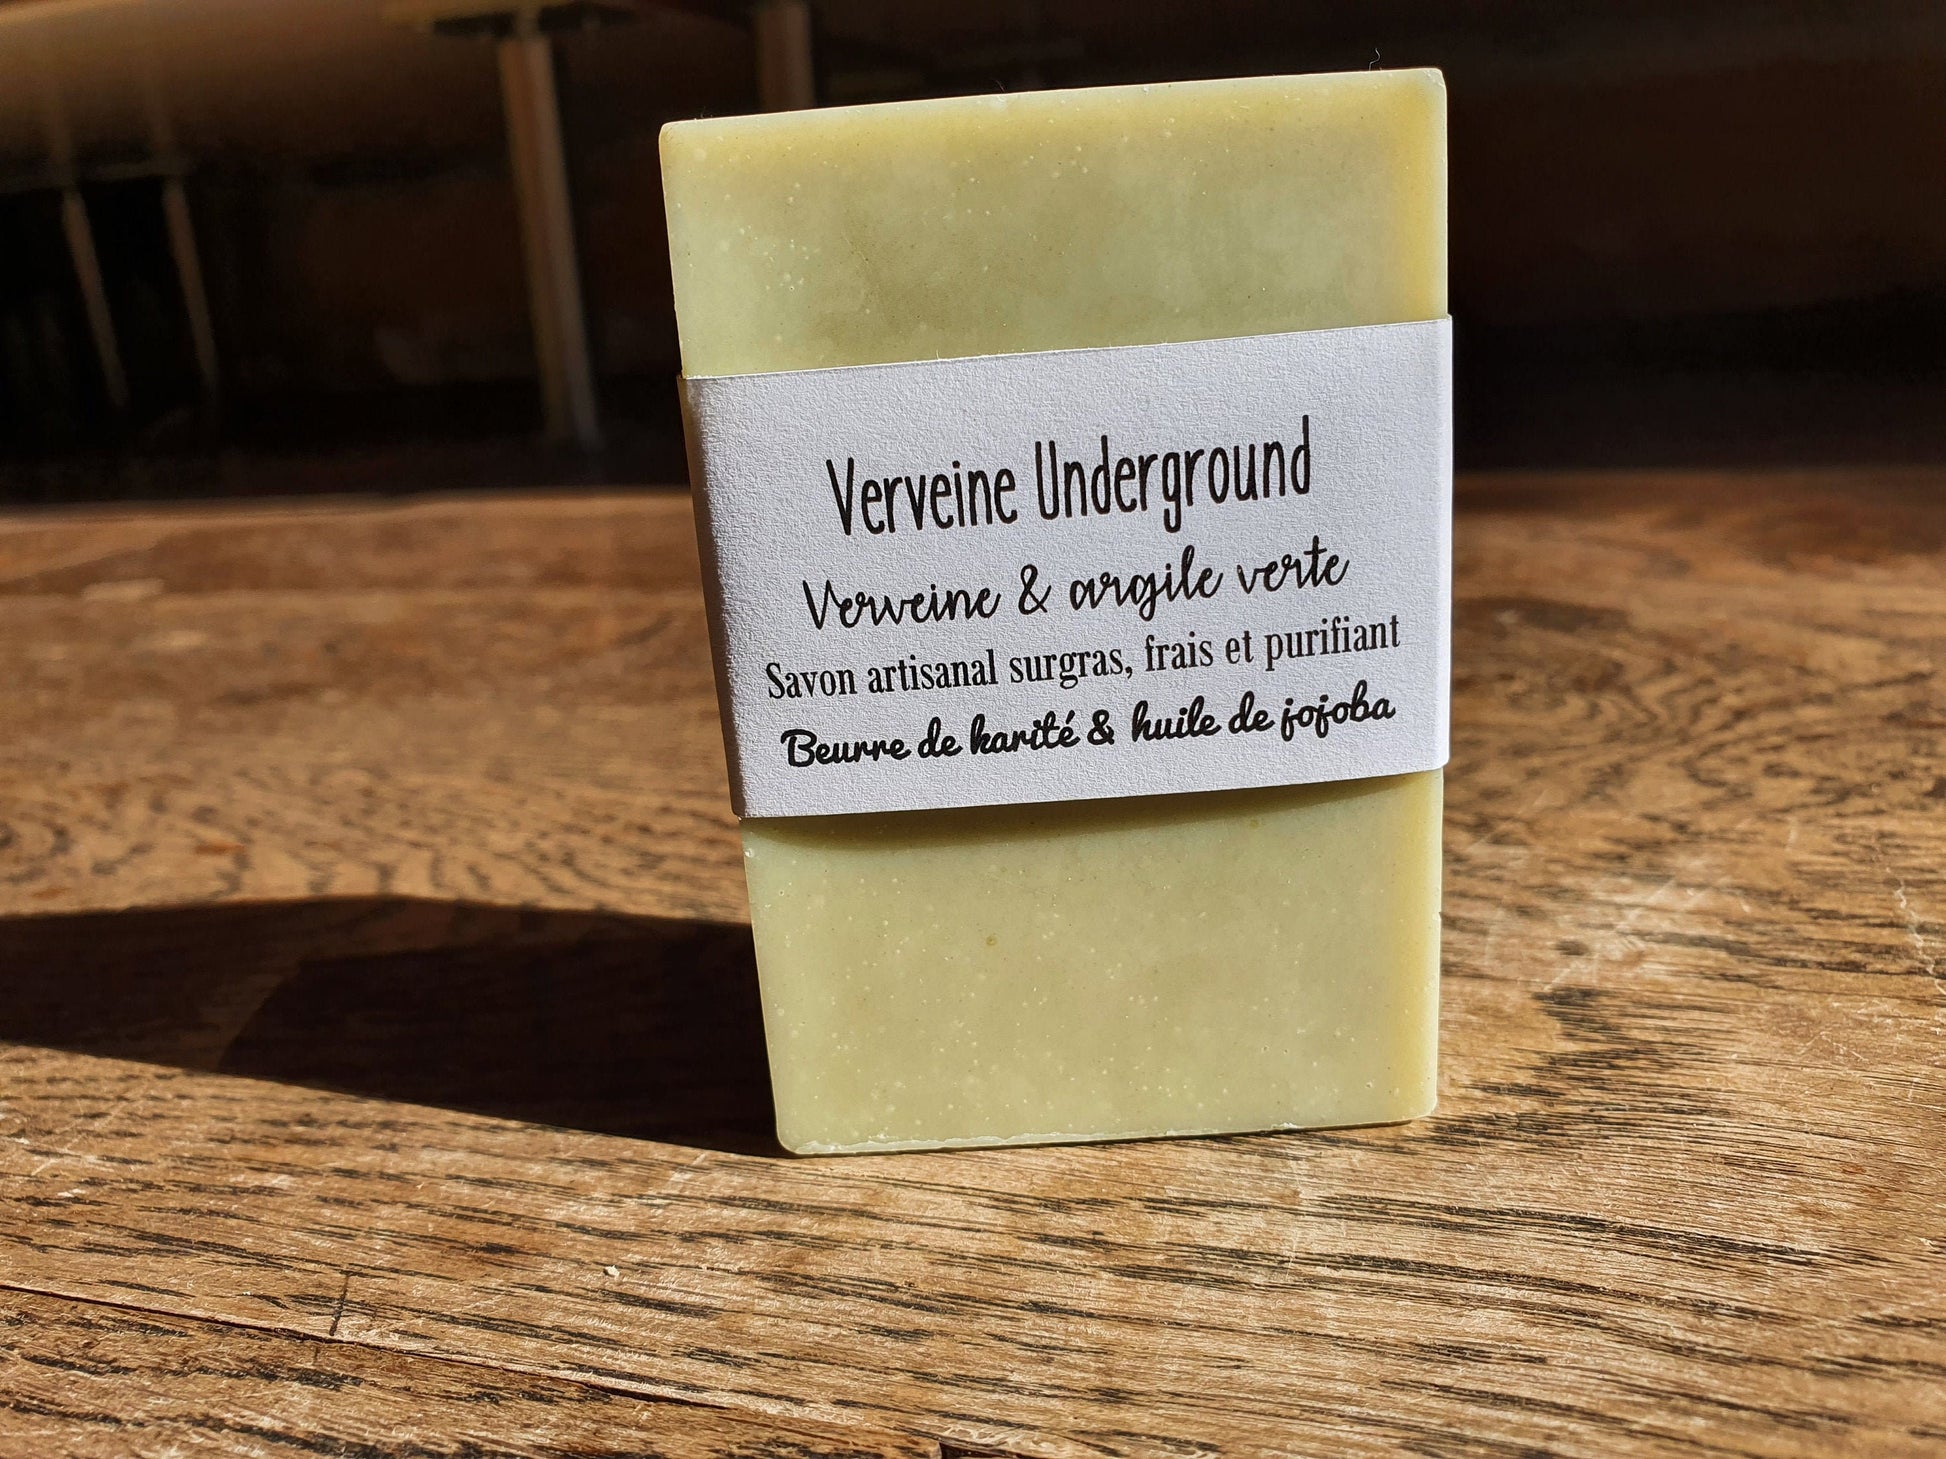 Verveine Underground
Verveine & argile verte
Savon artisanal surgras, frais et purifiant
Beurre de karité & huile de jojoba